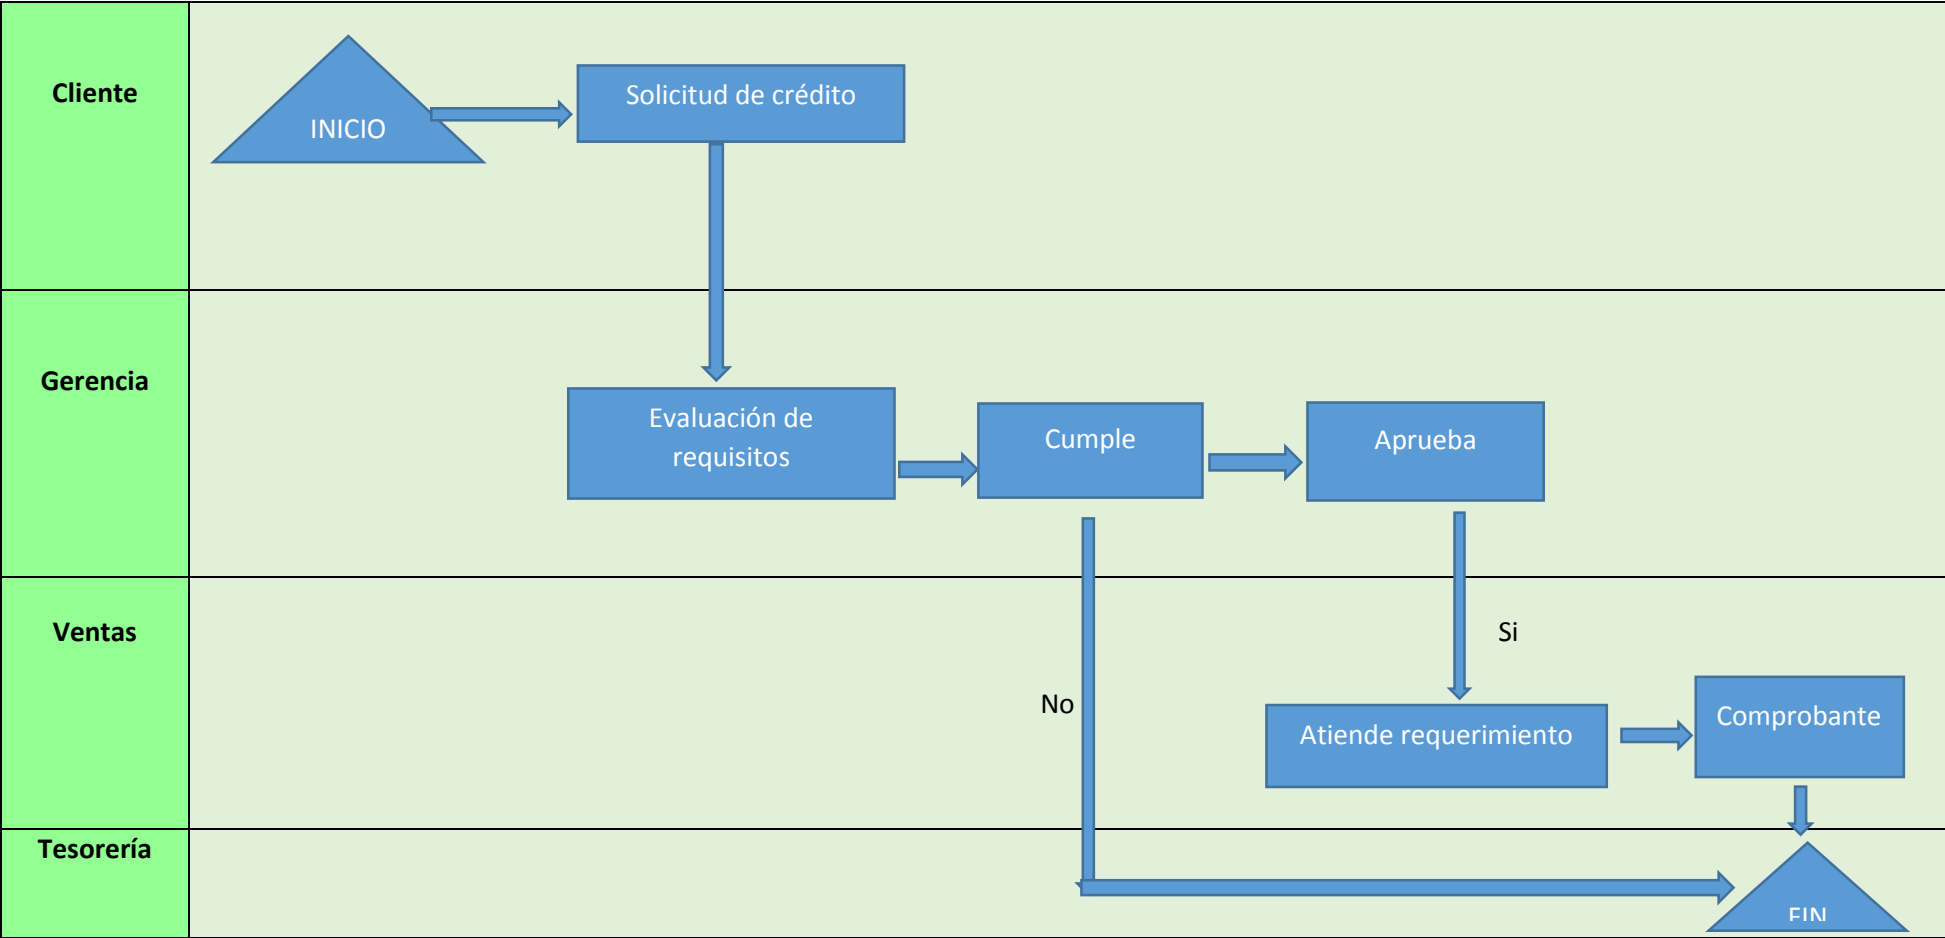 Cliente
INICIO
Solicitud de crédito
Gerencia
Evaluación de
requisitos
Cumple
Aprueba
Ventas
Si
No
Atiende requerimiento
Comprobante
Tesorería
FIN